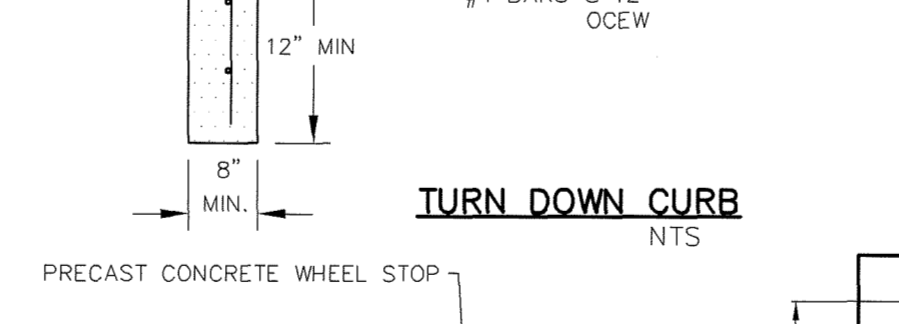 12" MIN
OCEW
8"
MIN.
TURN DOWN CURB
NTS
PRECAST CONCRETE WHEEL STOP